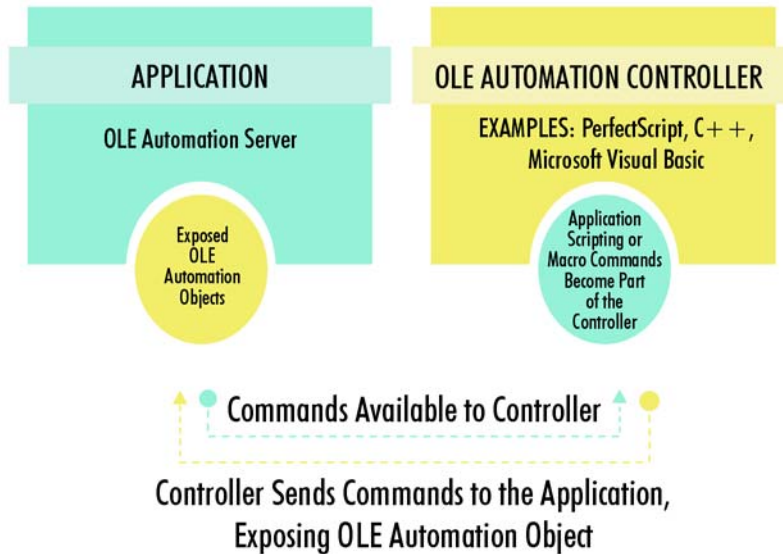 APPLICATION
OLE Automation Server
Exposed
OLE
Automation
Objects
OLE AUTOMATION CONTROLLER
EXAMPLES: PerfectScript, C++,
Microsoft Visual Basic
Application
Scripting or
Macro Commands
Become Part
of the
Controller
Commands Available to Controller
Controller Sends Commands to the Application,
Exposing OLE Automation Object